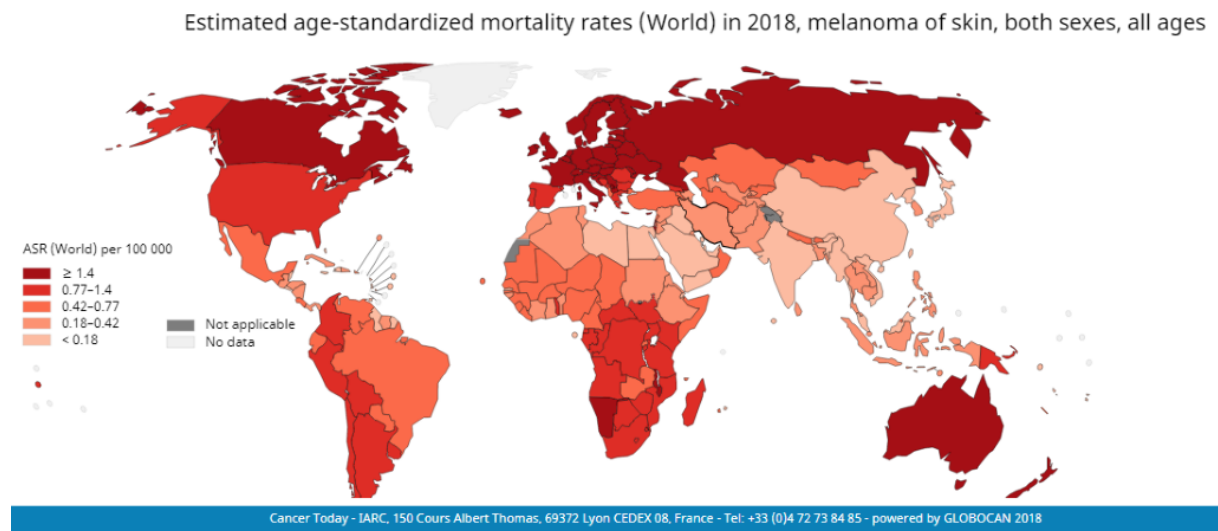 Estimated age-standardized mortality rates (World) in 2018, melanoma of skin, both sexes, all ages
ASR (World) per 100 000
≥ 1.4
0.77–1.4
0.42–0.77
0.18–0.42
< 0.18
Not applicable
No data
Cancer Today - IARC, 150 Cours Albert Thomas, 69372 Lyon CEDEX 08, France - Tel: +33 (0)4 72 73 84 85 - powered by GLOBOCAN 2018